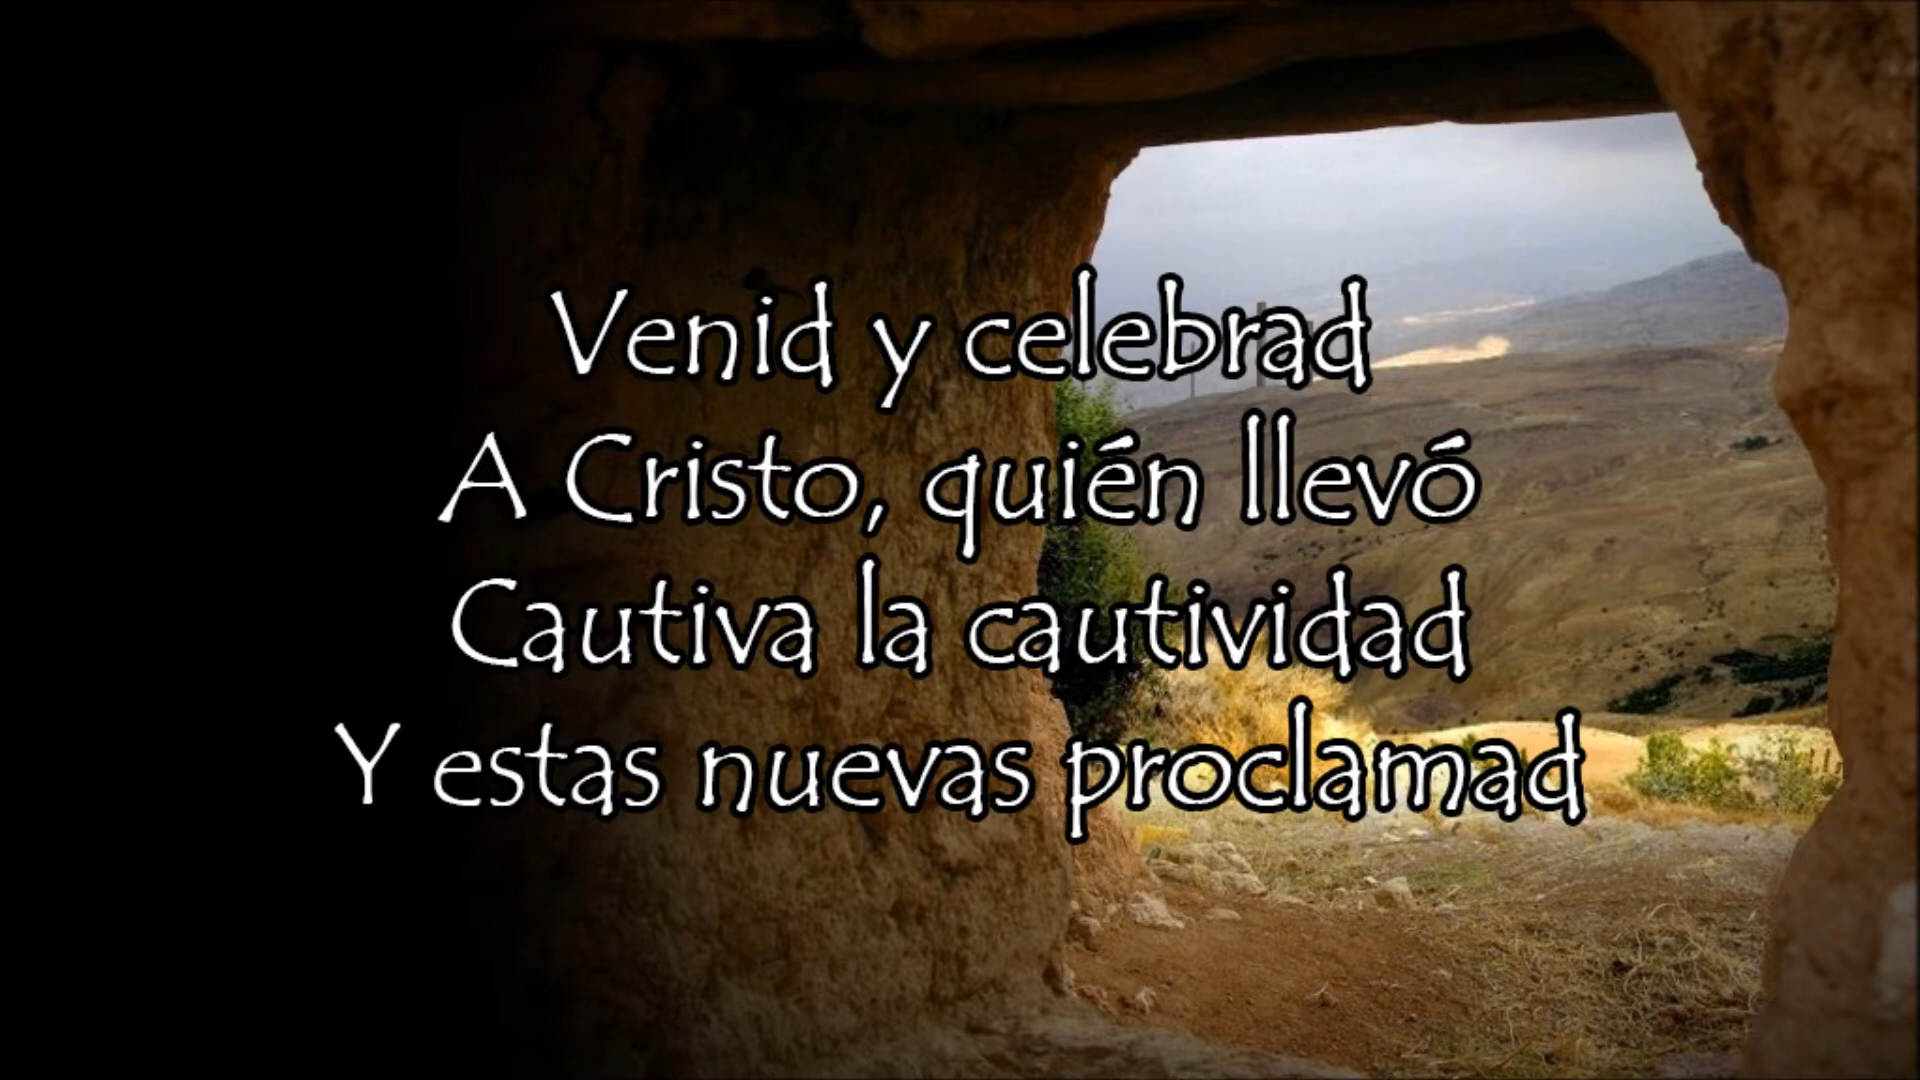 Venid y celebrad
A Cristo, quién llevó
Cautiva la cautividad
Y estas nuevas proclamad